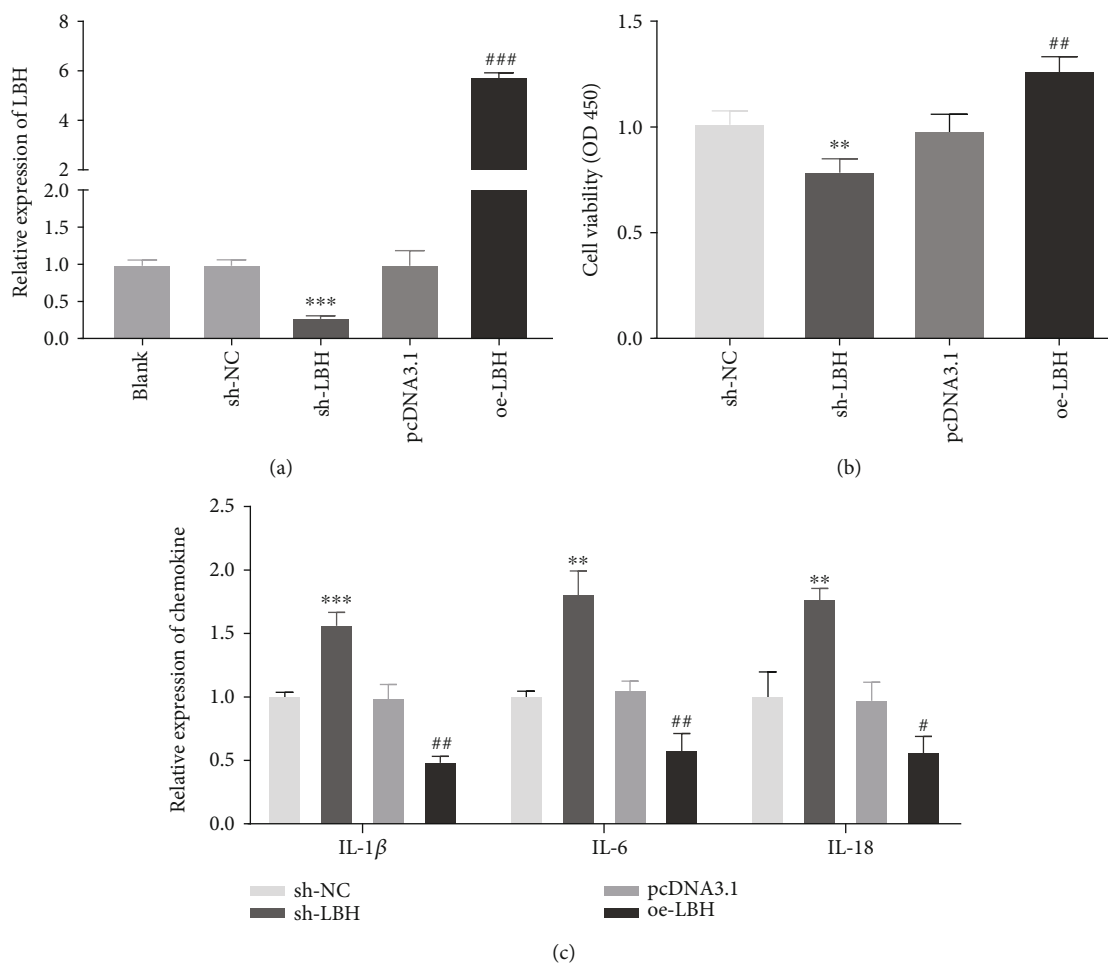 Relative expression of LBH
8
6
4
2
2.0
1.5
1.0
0.5
0.0
***
###
Blank
sh-NC
sh-LBH
pcDNA3.1
oe-LBH
(a)
Cell viability (OD 450)
1.5
1.0
0.5
0.0
**
##
sh-NC
sh-LBH
pcDNA3.1
oe-LBH
(b)
Relative expression of chemokine
2.5
2.0
1.5
1.0
0.5
0.0
***
##
**
##
**
#
IL-1β
IL-6
IL-18
sh-NC
sh-LBH
pcDNA3.1
oe-LBH
(c)